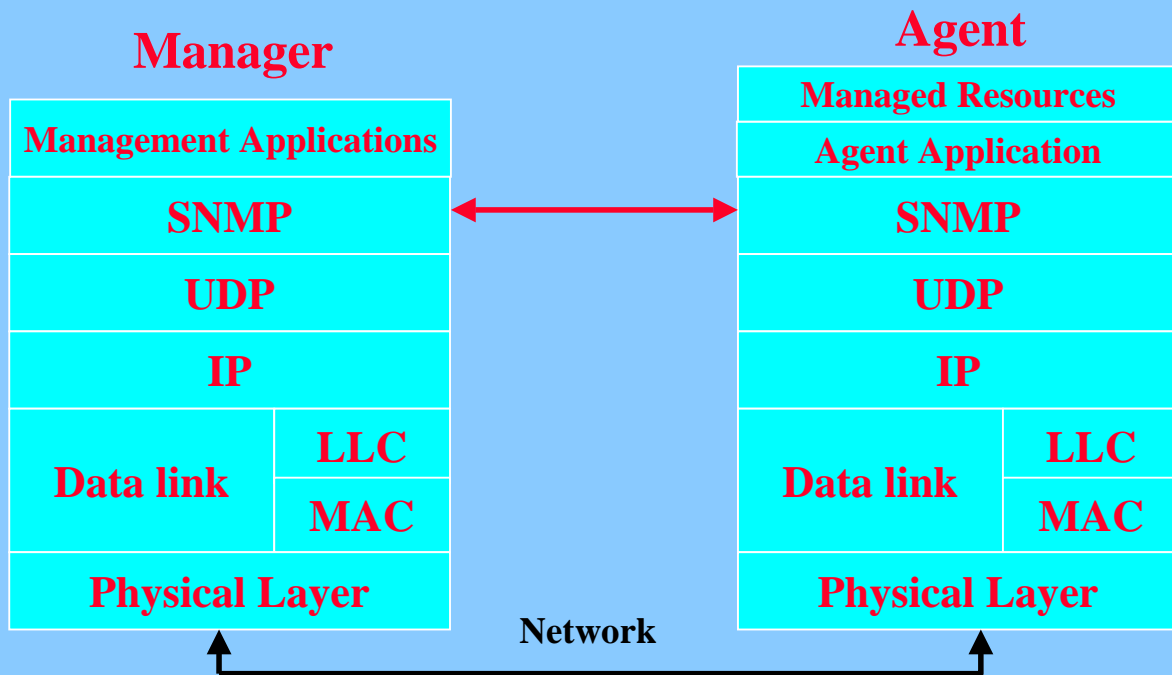 Manager
Management Applications
SNMP
UDP
IP
Data link
LLC
MAC
Physical Layer
Agent
Managed Resources
Agent Application
SNMP
UDP
IP
Data link
LLC
MAC
Physical Layer
Network